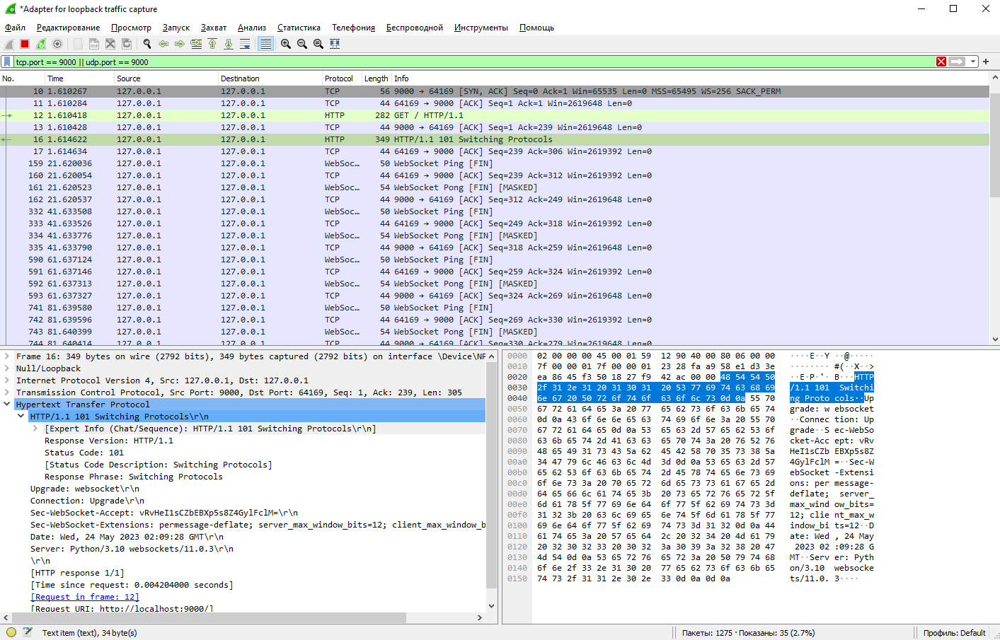 *Adapter for loopback traffic capture
Файл Редактирование Просмотр Запуск Захват Анализ Статистика Телефония Беспроводной Инструменты Помощь
tcp.port == 9000 || udp.port == 9000
No. Time Source Destination Protocol Length Info
10 1.610267 127.0.0.1 127.0.0.1 TCP 56 9000 → 64169 [SYN, ACK] Seq=0 Ack=1 Win=65535 Len=0 MSS=65495 WS=256 SACK_PERM
11 1.610284 127.0.0.1 127.0.0.1 TCP 44 64169 → 9000 [ACK] Seq=1 Ack=1 Win=2619648 Len=0
12 1.610418 127.0.0.1 127.0.0.1 HTTP 282 GET / HTTP/1.1
13 1.610428 127.0.0.1 127.0.0.1 TCP 44 9000 → 64169 [ACK] Seq=1 Ack=239 Win=2619648 Len=0
16 1.614622 127.0.0.1 127.0.0.1 HTTP 349 HTTP/1.1 101 Switching Protocols
17 1.614634 127.0.0.1 127.0.0.1 TCP 44 64169 → 9000 [ACK] Seq=239 Ack=306 Win=2619392 Len=0
159 21.620036 127.0.0.1 127.0.0.1 WebSoc… 50 WebSocket Ping [FIN]
160 21.620054 127.0.0.1 127.0.0.1 TCP 44 64169 → 9000 [ACK] Seq=239 Ack=312 Win=2619392 Len=0
161 21.620523 127.0.0.1 127.0.0.1 WebSoc… 54 WebSocket Pong [FIN] [MASKED]
162 21.620537 127.0.0.1 127.0.0.1 TCP 44 9000 → 64169 [ACK] Seq=312 Ack=249 Win=2619648 Len=0
332 41.633508 127.0.0.1 127.0.0.1 WebSoc… 50 WebSocket Ping [FIN]
333 41.633526 127.0.0.1 127.0.0.1 TCP 44 64169 → 9000 [ACK] Seq=249 Ack=318 Win=2619392 Len=0
334 41.633776 127.0.0.1 127.0.0.1 WebSoc… 54 WebSocket Pong [FIN] [MASKED]
335 41.633790 127.0.0.1 127.0.0.1 TCP 44 9000 → 64169 [ACK] Seq=318 Ack=259 Win=2619648 Len=0
590 61.637124 127.0.0.1 127.0.0.1 WebSoc… 50 WebSocket Ping [FIN]
591 61.637146 127.0.0.1 127.0.0.1 TCP 44 64169 → 9000 [ACK] Seq=259 Ack=324 Win=2619392 Len=0
592 61.637313 127.0.0.1 127.0.0.1 WebSoc… 54 WebSocket Pong [FIN] [MASKED]
593 61.637327 127.0.0.1 127.0.0.1 TCP 44 9000 → 64169 [ACK] Seq=324 Ack=269 Win=2619648 Len=0
741 81.639580 127.0.0.1 127.0.0.1 WebSoc… 50 WebSocket Ping [FIN]
742 81.639596 127.0.0.1 127.0.0.1 TCP 44 64169 → 9000 [ACK] Seq=269 Ack=330 Win=2619392 Len=0
743 81.640399 127.0.0.1 127.0.0.1 WebSoc… 54 WebSocket Pong [FIN] [MASKED]
744 81.640414 127.0.0.1 127.0.0.1 TCP 44 9000 → 64169 [ACK] Seq=330 Ack=279 Win=2619648 Len=0
Frame 16: 349 bytes on wire (2792 bits), 349 bytes captured (2792 bits) on interface \Device\NP
Null/Loopback
Internet Protocol Version 4, Src: 127.0.0.1, Dst: 127.0.0.1
Transmission Control Protocol, Src Port: 9000, Dst Port: 64169, Seq: 1, Ack: 239, Len: 305
Hypertext Transfer Protocol
HTTP/1.1 101 Switching Protocols\r\n
[Expert Info (Chat/Sequence): HTTP/1.1 101 Switching Protocols\r\n]
Response Version: HTTP/1.1
Status Code: 101
[Status Code Description: Switching Protocols]
Response Phrase: Switching Protocols
Upgrade: websocket\r\n
Connection: Upgrade\r\n
Sec-WebSocket-Accept: vRvHeI1sCZbEBXp5s8Z4GylFclM=\r\n
Sec-WebSocket-Extensions: permessage-deflate; server_max_window_bits=12; client_max_window_b
Date: Wed, 24 May 2023 02:09:28 GMT\r\n
Server: Python/3.10 websockets/11.0.3\r\n
\r\n
[HTTP response 1/1]
[Time since request: 0.004204000 seconds]
[Request in frame: 12]
[Request URI: http://localhost:9000/]
0000 02 00 00 00 45 00 01 59 12 90 40 00 80 06 00 00 ····E··Y ··@·····
0010 7f 00 00 01 7f 00 00 01 23 28 fa a9 58 e1 d3 3e ········ #(··X··>
0020 ea 86 45 f3 50 18 27 f9 42 ac 00 00 48 54 54 50 ··E·P·'· B···HTTP
0030 2f 31 2e 31 20 31 30 31 20 53 77 69 74 63 68 69 /1.1 101 Switchi
0040 6e 67 20 50 72 6f 74 6f 63 6f 6c 73 0d 0a 55 70 ng Proto cols··Up
0050 67 72 61 64 65 3a 20 77 65 62 73 6f 63 6b 65 74 grade: w ebsocket
0060 0d 0a 43 6f 6e 6e 65 63 74 69 6f 6e 3a 20 55 70 ··Connec tion: Up
0070 67 72 61 64 65 0d 0a 53 65 63 2d 57 65 62 53 6f grade··S ec-WebSo
0080 63 6b 65 74 2d 41 63 63 65 70 74 3a 20 76 52 76 cket-Acc ept: vRv
0090 48 65 49 31 73 43 5a 62 45 42 58 70 35 73 38 5a HeI1sCZb EBXp5s8Z
00a0 34 47 79 6c 46 63 6c 4d 3d 0d 0a 53 65 63 2d 57 4GylFclM =··Sec-W
00b0 65 62 53 6f 63 6b 65 74 2d 45 78 74 65 6e 73 69 ebSocket -Extensi
00c0 6f 6e 73 3a 20 70 65 72 6d 65 73 73 61 67 65 2d ons: per message-
00d0 64 65 66 6c 61 74 65 3b 20 73 65 72 76 65 72 5f deflate; server_
00e0 6d 61 78 5f 77 69 6e 64 6f 77 5f 62 69 74 73 3d max_wind ow_bits=
00f0 31 32 3b 20 63 6c 69 65 6e 74 5f 6d 61 78 5f 77 12; clie nt_max_w
0100 69 6e 64 6f 77 5f 62 69 74 73 3d 31 32 0d 0a 44 indow_bi ts=12··D
0110 61 74 65 3a 20 57 65 64 2c 20 32 34 20 4d 61 79 ate: Wed , 24 May
0120 20 32 30 32 33 20 30 32 3a 30 39 3a 32 38 20 47 2023 02 :09:28 G
0130 4d 54 0d 0a 53 65 72 76 65 72 3a 20 50 79 74 68 MT··Serv er: Pyth
0140 6f 6e 2f 33 2e 31 30 20 77 65 62 73 6f 63 6b 65 on/3.10 websocke
0150 74 73 2f 31 31 2e 30 2e 33 0d 0a 0d 0a ts/11.0. 3····
Text item (text), 34 byte(s)
Пакеты: 1275 · Показаны: 35 (2.7%)
Профиль: Default